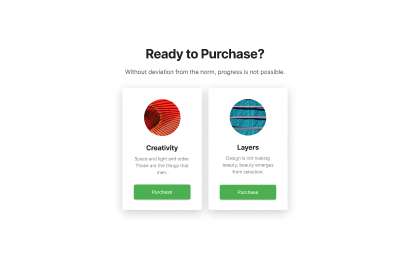 Ready to Purchase?
Without deviation from the norm, progress is not possible.
Creativity
Space and light and order.
Those are the things that
men
Purchase
Layers
Design is not making
beauty, beauty emerges
from selection.
Purchase